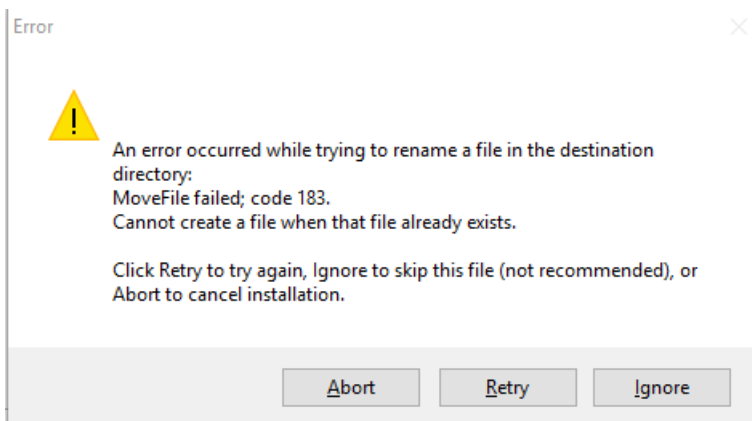 Error
An error occurred while trying to rename a file in the destination
directory:
MoveFile failed; code 183.
Cannot create a file when that file already exists.
Click Retry to try again, Ignore to skip this file (not recommended), or
Abort to cancel installation.
Abort Retry Ignore